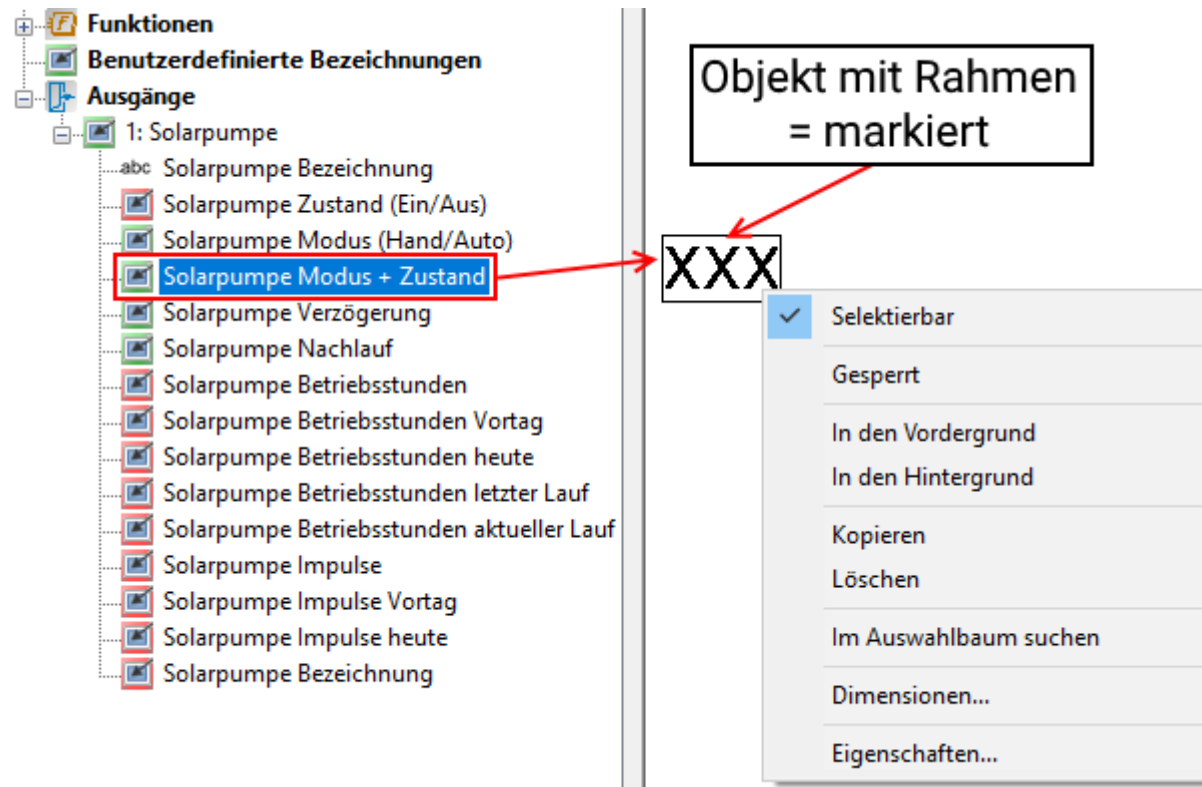 Funktionen
Benutzerdefinierte Bezeichnungen
Ausgänge
1: Solarpumpe
abc Solarpumpe Bezeichnung
Solarpumpe Zustand (Ein/Aus)
Solarpumpe Modus (Hand/Auto)
Solarpumpe Modus + Zustand
Solarpumpe Verzögerung
Solarpumpe Nachlauf
Solarpumpe Betriebsstunden
Solarpumpe Betriebsstunden Vortag
Solarpumpe Betriebsstunden heute
Solarpumpe Betriebsstunden letzter Lauf
Solarpumpe Betriebsstunden aktueller Lauf
Solarpumpe Impulse
Solarpumpe Impulse Vortag
Solarpumpe Impulse heute
Solarpumpe Bezeichnung
Objekt mit Rahmen
= markiert
XXX
Selektierbar
Gesperrt
In den Vordergrund
In den Hintergrund
Kopieren
Löschen
Im Auswahlbaum suchen
Dimensionen...
Eigenschaften...